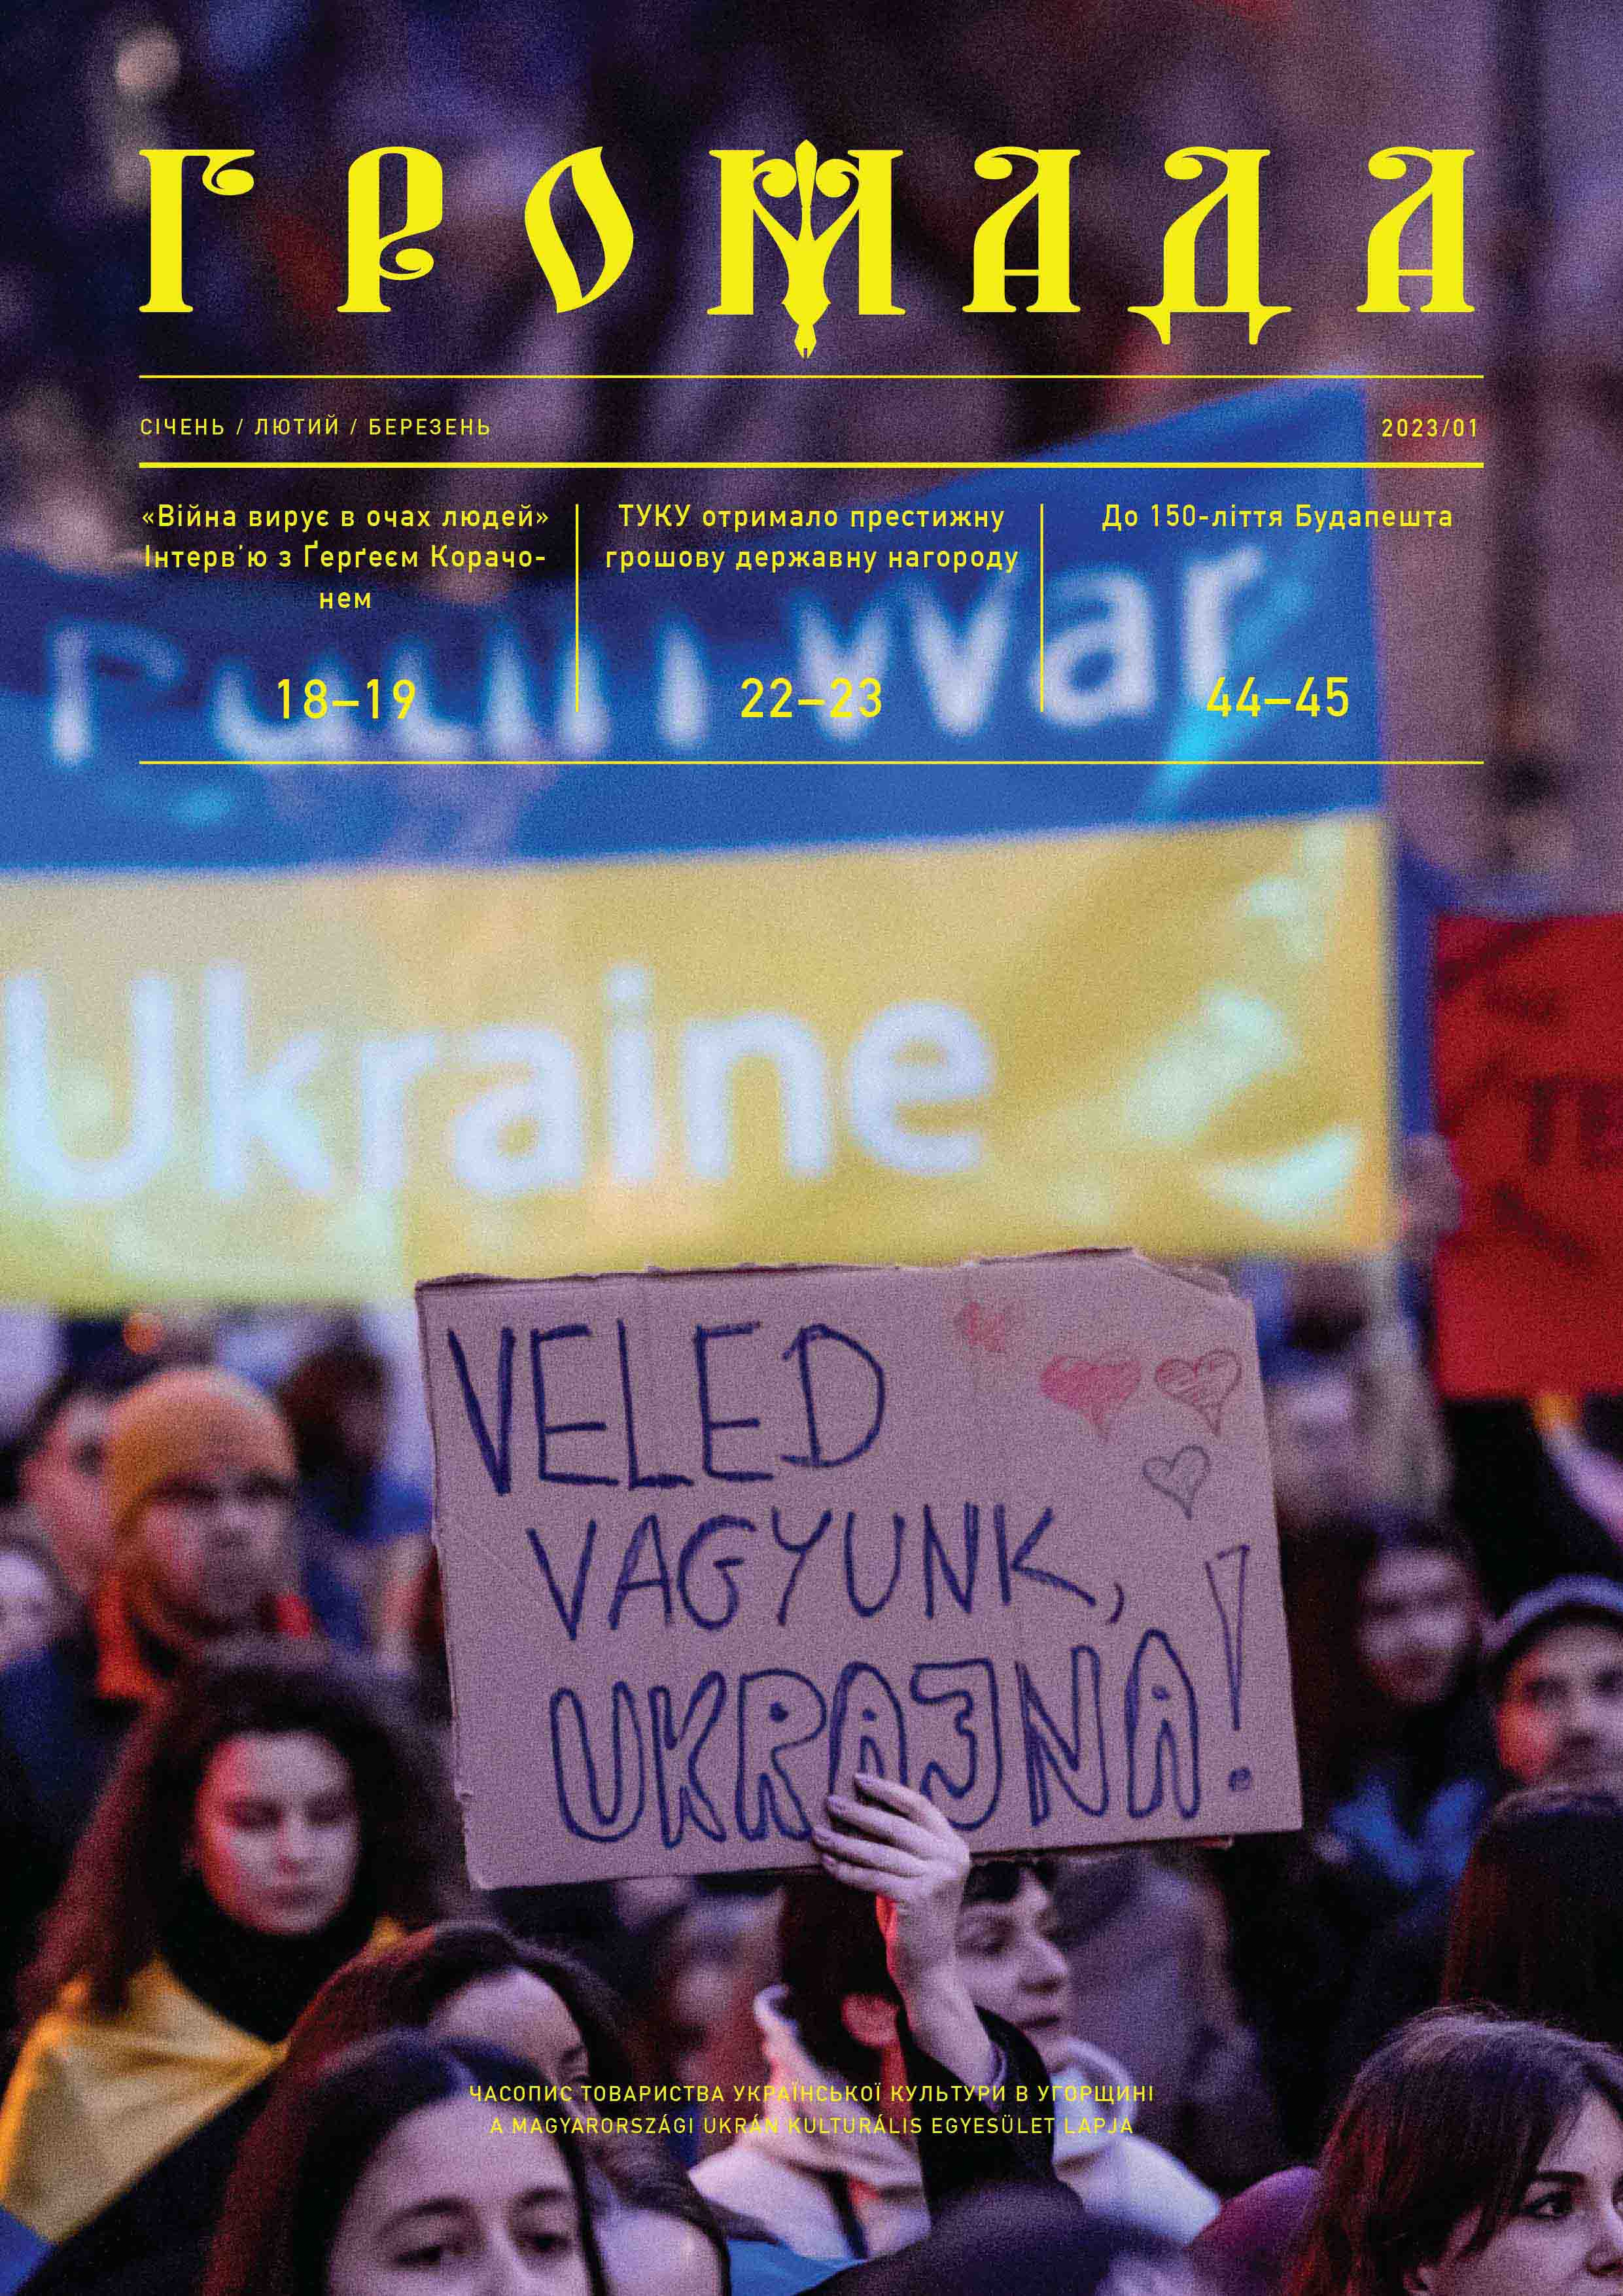 ГРОМАДА
СІЧЕНЬ / ЛЮТИЙ / БЕРЕЗЕНЬ
2023/01
«Війна вирує в очах людей»
Інтерв'ю з Ґерґеєм Корачо-
нем
18–19
ТУКУ отримало престижну
грошову державну нагороду
22–23
До 150-ліття Будапешта
44–45
war
Ukraine
VELED
VAGYUNK,
UKRAJNA!
ЧАСОПИС ТОВАРИСТВА УКРАЇНСЬКОЇ КУЛЬТУРИ В УГОРЩИНІ
A MAGYARORSZÁGI UKRÁN KULTURÁLIS EGYESÜLET LAPJA